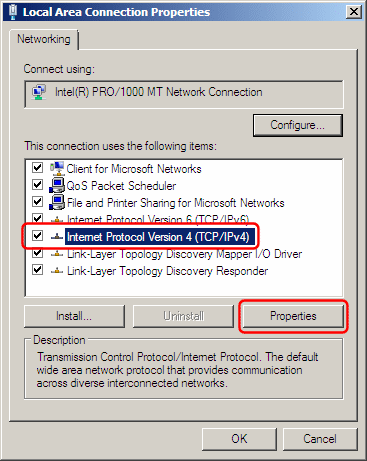 Local Area Connection Properties
Networking
Connect using:
Intel(R) PRO/1000 MT Network Connection
Configure...
This connection uses the following items:
Client for Microsoft Networks
QoS Packet Scheduler
File and Printer Sharing for Microsoft Networks
Internet Protocol Version 6 (TCP/IPv6)
Internet Protocol Version 4 (TCP/IPv4)
Link-Layer Topology Discovery Mapper I/O Driver
Link-Layer Topology Discovery Responder
Install... Uninstall Properties
Description
Transmission Control Protocol/Internet Protocol. The default
wide area network protocol that provides communication
across diverse interconnected networks.
OK Cancel